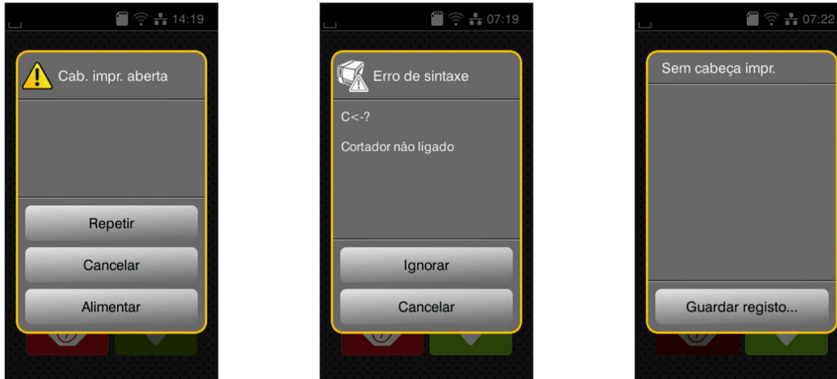 14:19
Cab. impr. aberta
Repetir
Cancelar
Alimentar
07:19
Erro de sintaxe
C<-?
Cortador não ligado
Ignorar
Cancelar
07:22
Sem cabeça impr.
Guardar registo...